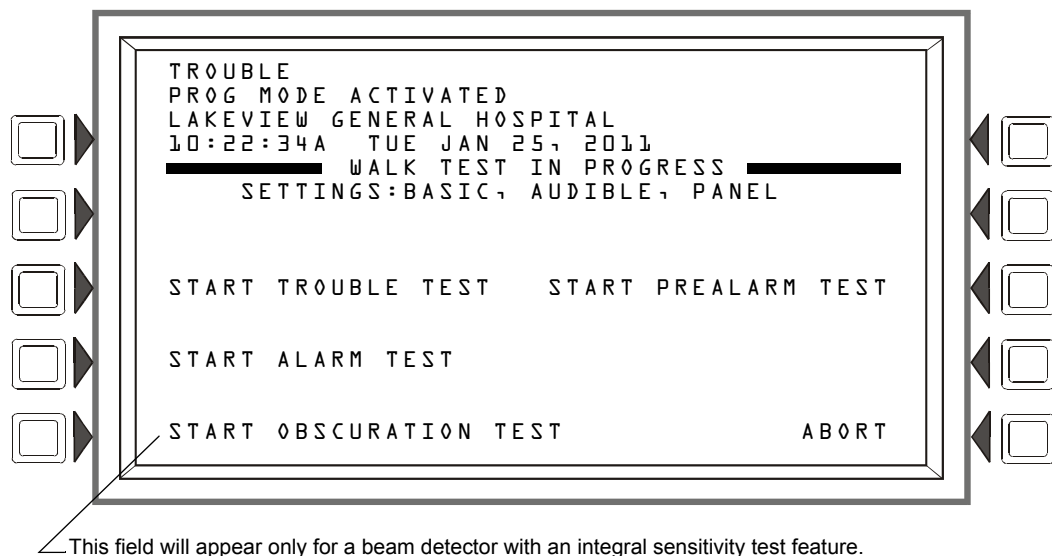 TROUBLE
PROG MODE ACTIVATED
LAKEVIEW GENERAL HOSPITAL
10:22:34A TUE JAN 25, 2011
WALK TEST IN PROGRESS
SETTINGS:BASIC, AUDIBLE, PANEL
START TROUBLE TEST START PREALARM TEST
START ALARM TEST
START OBSCURATION TEST ABORT
This field will appear only for a beam detector with an integral sensitivity test feature.